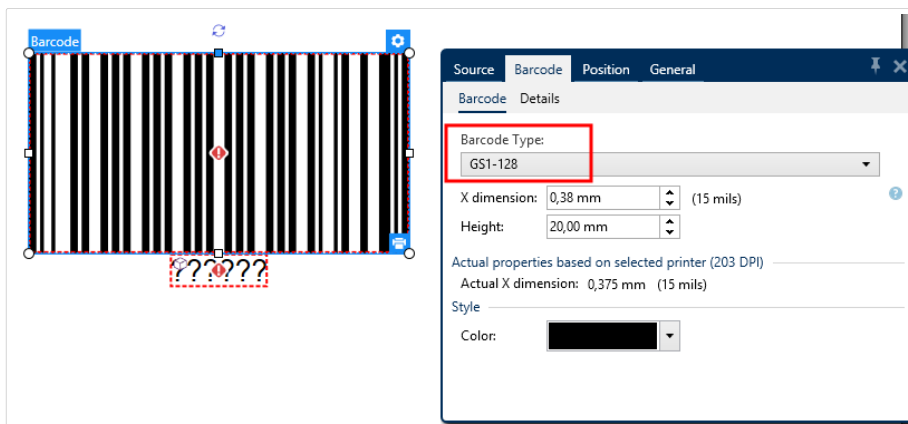 Barcode
??????
Source Barcode Position General
Barcode Details
Barcode Type:
GS1-128
X dimension: 0,38 mm (15 mils)
Height: 20,00 mm
Actual properties based on selected printer (203 DPI)
Actual X dimension: 0,375 mm (15 mils)
Style
Color: